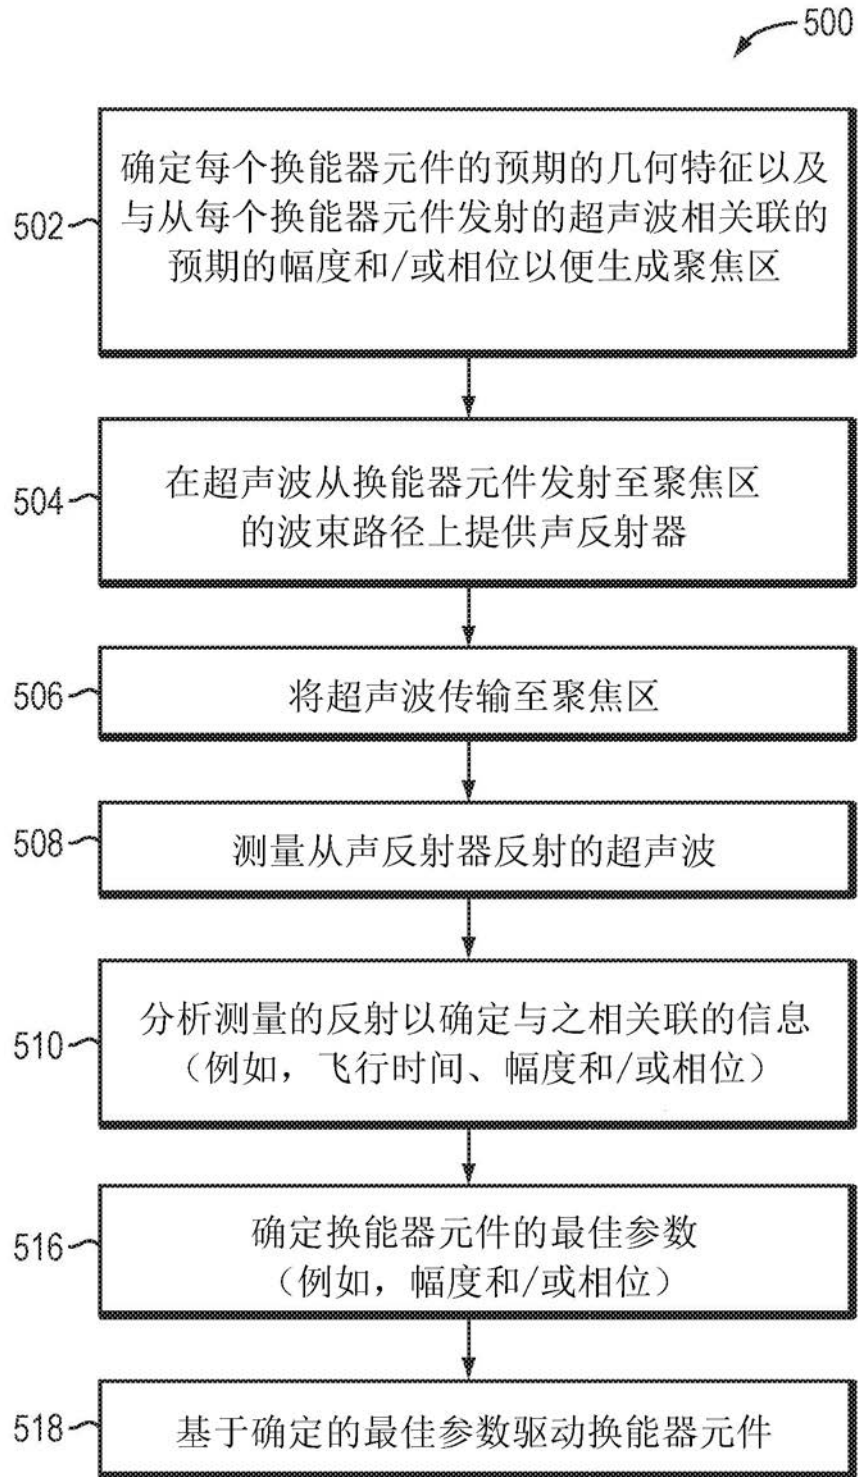 500
502
确定每个换能器元件的预期的几何特征以及
与从每个换能器元件发射的超声波相关联的
预期的幅度和/或相位以便生成聚焦区
504
在超声波从换能器元件发射至聚焦区
的波束路径上提供声反射器
506
将超声波传输至聚焦区
508
测量从声反射器反射的超声波
510
分析测量的反射以确定与之相关联的信息
（例如，飞行时间、幅度和/或相位）
516
确定换能器元件的最佳参数
（例如，幅度和/或相位）
518
基于确定的最佳参数驱动换能器元件